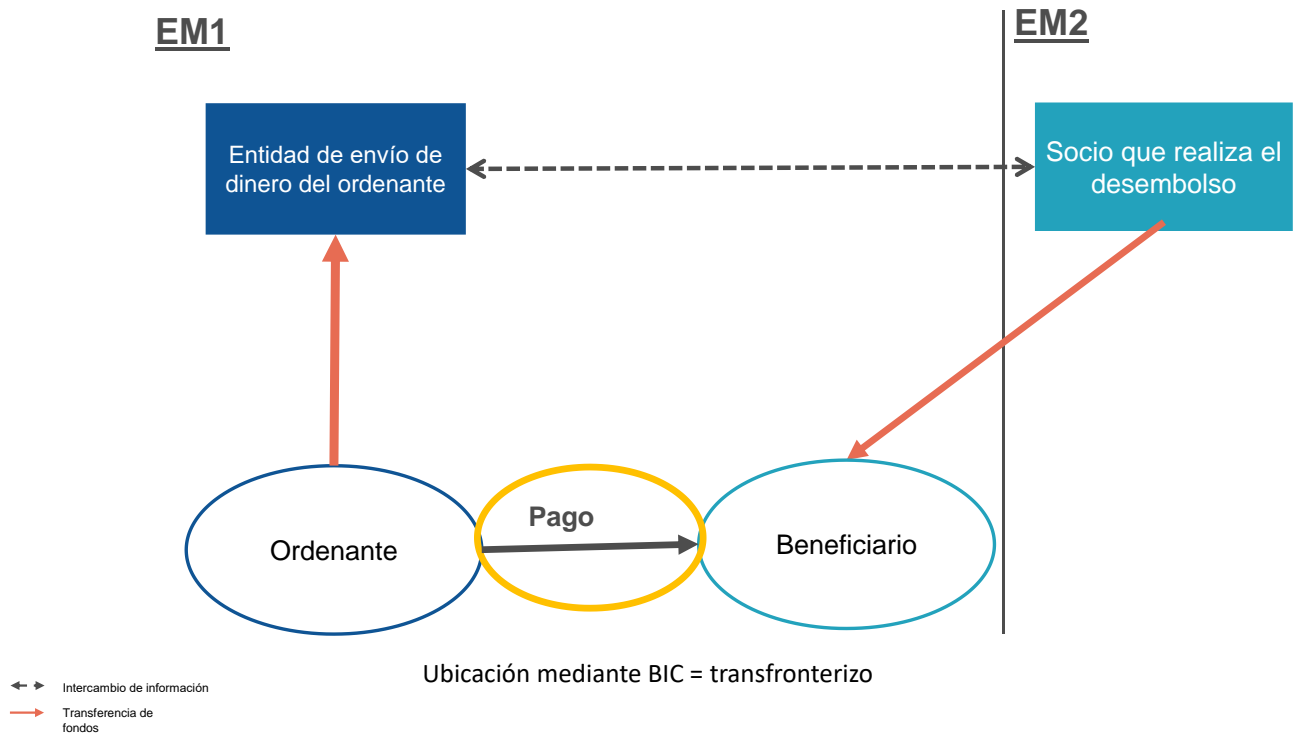 EM1
EM2
Entidad de envío de
dinero del ordenante
Socio que realiza el
desembolso
Pago
Ordenante
Beneficiario
Ubicación mediante BIC = transfronterizo
Intercambio de información
Transferencia de
fondos